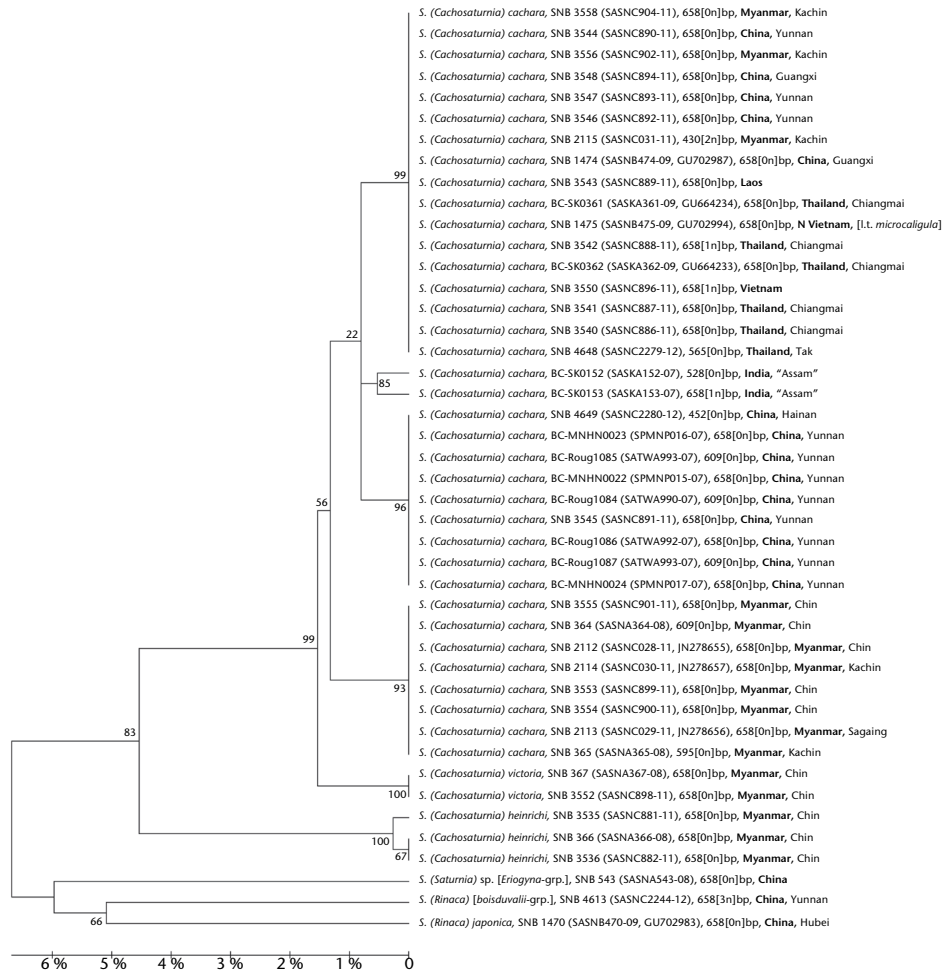 S. (Cachosaturnia) cachara, SNB 3558 (SASNC904-11), 658[0n]bp, Myanmar, Kachin
S. (Cachosaturnia) cachara, SNB 3544 (SASNC890-11), 658[0n]bp, China, Yunnan
S. (Cachosaturnia) cachara, SNB 3556 (SASNC902-11), 658[0n]bp, Myanmar, Kachin
S. (Cachosaturnia) cachara, SNB 3548 (SASNC894-11), 658[0n]bp, China, Guangxi
S. (Cachosaturnia) cachara, SNB 3547 (SASNC893-11), 658[0n]bp, China, Yunnan
S. (Cachosaturnia) cachara, SNB 3546 (SASNC892-11), 658[0n]bp, China, Yunnan
S. (Cachosaturnia) cachara, SNB 2115 (SASNC031-11), 430[2n]bp, Myanmar, Kachin
S. (Cachosaturnia) cachara, SNB 1474 (SASNB474-09, GU702987), 658[0n]bp, China, Guangxi
99
S. (Cachosaturnia) cachara, SNB 3543 (SASNC889-11), 658[0n]bp, Laos
S. (Cachosaturnia) cachara, BC-SK0361 (SASKA361-09, GU664234), 658[0n]bp, Thailand, Chiangmai
S. (Cachosaturnia) cachara, SNB 1475 (SASNB475-09, GU702994), 658[0n]bp, N Vietnam, [l.t. microcaligula]
S. (Cachosaturnia) cachara, SNB 3542 (SASNC888-11), 658[1n]bp, Thailand, Chiangmai
S. (Cachosaturnia) cachara, BC-SK0362 (SASKA362-09, GU664233), 658[0n]bp, Thailand, Chiangmai
S. (Cachosaturnia) cachara, SNB 3550 (SASNC896-11), 658[1n]bp, Vietnam
S. (Cachosaturnia) cachara, SNB 3541 (SASNC887-11), 658[0n]bp, Thailand, Chiangmai
S. (Cachosaturnia) cachara, SNB 3540 (SASNC886-11), 658[0n]bp, Thailand, Chiangmai
22
S. (Cachosaturnia) cachara, SNB 4648 (SASNC2279-12), 565[0n]bp, Thailand, Tak
S. (Cachosaturnia) cachara, BC-SK0152 (SASKA152-07), 528[0n]bp, India, “Assam”
85
S. (Cachosaturnia) cachara, BC-SK0153 (SASKA153-07), 658[1n]bp, India, “Assam”
S. (Cachosaturnia) cachara, SNB 4649 (SASNC2280-12), 452[0n]bp, China, Hainan
S. (Cachosaturnia) cachara, BC-MNHN0023 (SPMNP016-07), 658[0n]bp, China, Yunnan
S. (Cachosaturnia) cachara, BC-Roug1085 (SATWA993-07), 609[0n]bp, China, Yunnan
S. (Cachosaturnia) cachara, BC-MNHN0022 (SPMNP015-07), 658[0n]bp, China, Yunnan
56
S. (Cachosaturnia) cachara, BC-Roug1084 (SATWA990-07), 609[0n]bp, China, Yunnan
96
S. (Cachosaturnia) cachara, SNB 3545 (SASNC891-11), 658[0n]bp, China, Yunnan
S. (Cachosaturnia) cachara, BC-Roug1086 (SATWA992-07), 658[0n]bp, China, Yunnan
S. (Cachosaturnia) cachara, BC-Roug1087 (SATWA993-07), 609[0n]bp, China, Yunnan
S. (Cachosaturnia) cachara, BC-MNHN0024 (SPMNP017-07), 658[0n]bp, China, Yunnan
S. (Cachosaturnia) cachara, SNB 3555 (SASNC901-11), 658[0n]bp, Myanmar, Chin
S. (Cachosaturnia) cachara, SNB 364 (SASNA364-08), 609[0n]bp, Myanmar, Chin
99
S. (Cachosaturnia) cachara, SNB 2112 (SASNC028-11, JN278655), 658[0n]bp, Myanmar, Chin
S. (Cachosaturnia) cachara, SNB 2114 (SASNC030-11, JN278657), 658[0n]bp, Myanmar, Kachin
93
S. (Cachosaturnia) cachara, SNB 3553 (SASNC899-11), 658[0n]bp, Myanmar, Chin
S. (Cachosaturnia) cachara, SNB 3554 (SASNC900-11), 658[0n]bp, Myanmar, Chin
83
S. (Cachosaturnia) cachara, SNB 2113 (SASNC029-11, JN278656), 658[0n]bp, Myanmar, Sagaing
S. (Cachosaturnia) cachara, SNB 365 (SASNA365-08), 595[0n]bp, Myanmar, Kachin
S. (Cachosaturnia) victoria, SNB 367 (SASNA367-08), 658[0n]bp, Myanmar, Chin
100
S. (Cachosaturnia) victoria, SNB 3552 (SASNC898-11), 658[0n]bp, Myanmar, Chin
S. (Cachosaturnia) heinrichi, SNB 3535 (SASNC881-11), 658[0n]bp, Myanmar, Chin
100
S. (Cachosaturnia) heinrichi, SNB 366 (SASNA366-08), 658[0n]bp, Myanmar, Chin
67
S. (Cachosaturnia) heinrichi, SNB 3536 (SASNC882-11), 658[0n]bp, Myanmar, Chin
S. (Saturnia) sp. [Eriogyna-grp.], SNB 543 (SASNA543-08), 658[0n]bp, China
S. (Rinaca) [boisduvalii-grp.], SNB 4613 (SASNC2244-12), 658[3n]bp, China, Yunnan
66
S. (Rinaca) japonica, SNB 1470 (SASNB470-09, GU702983), 658[0n]bp, China, Hubei
6 % 5 % 4 % 3 % 2 % 1 % 0